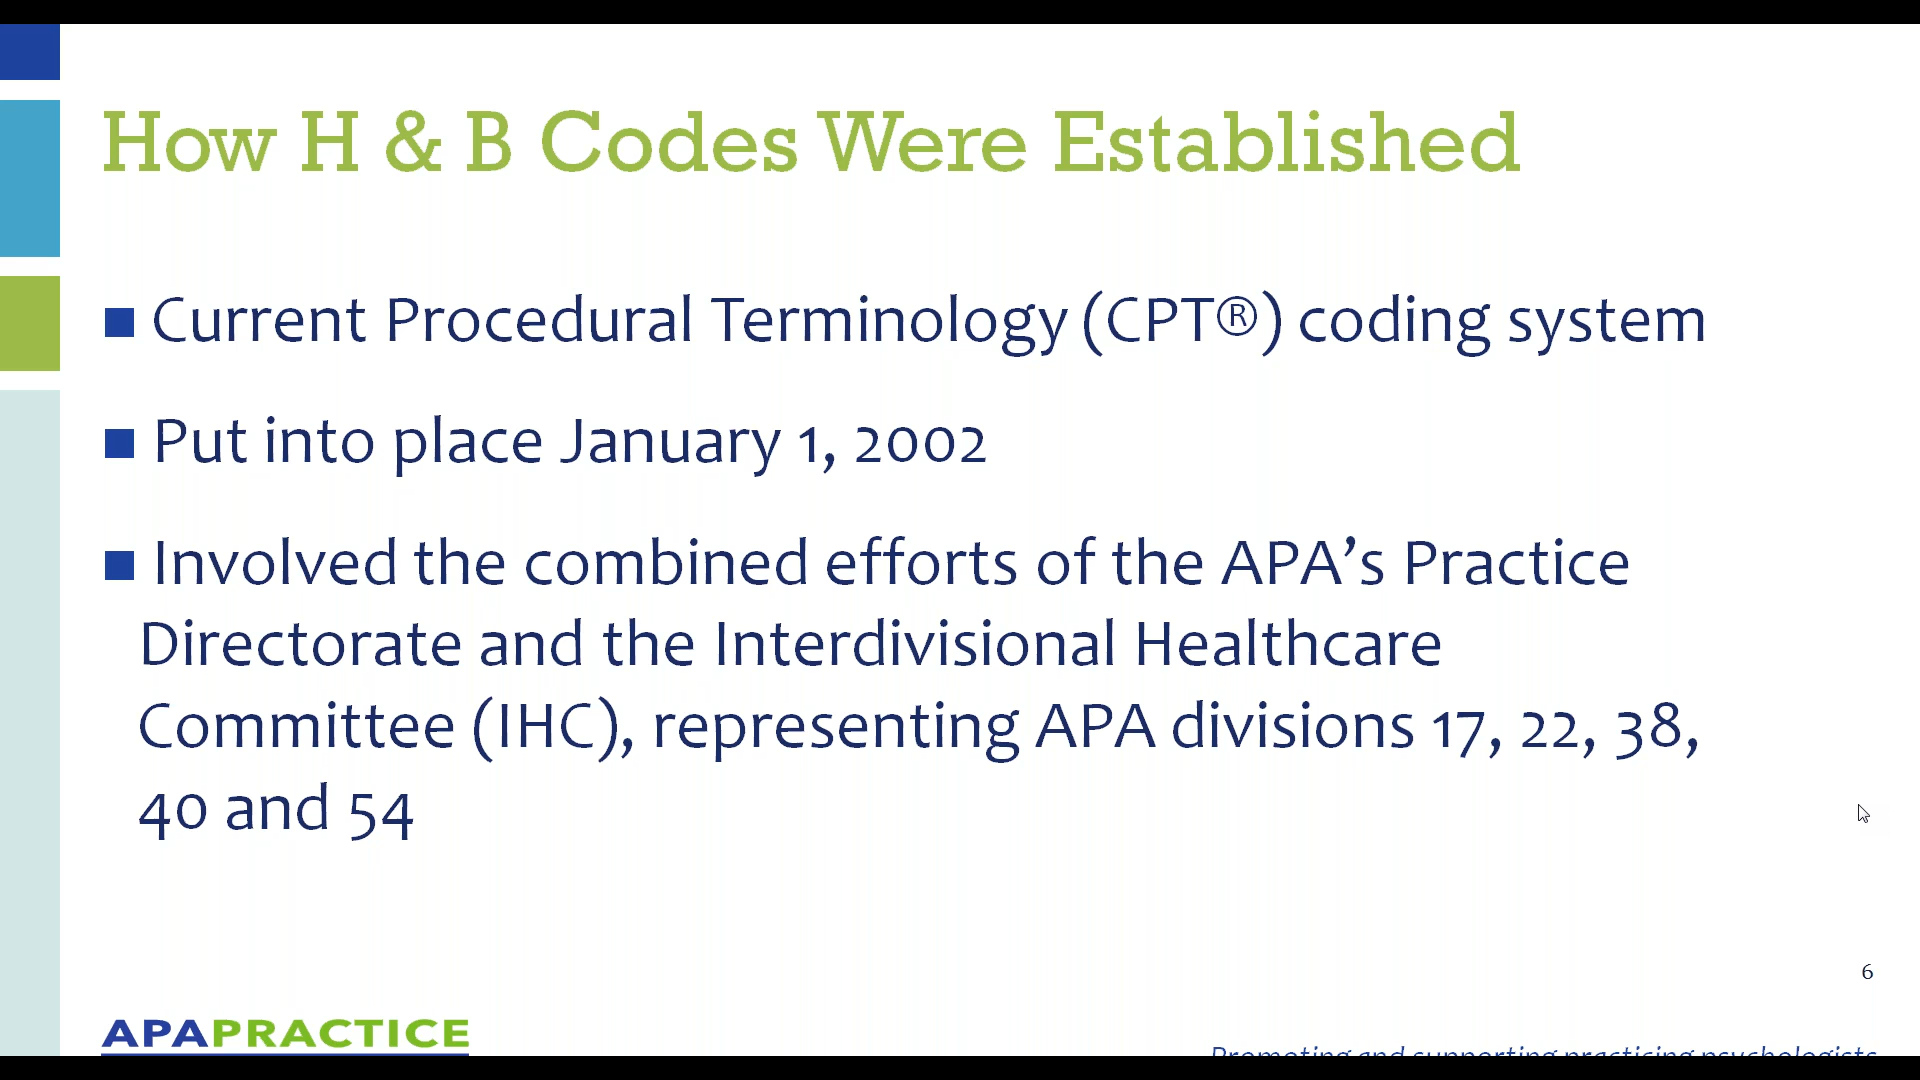 How H & B Codes Were Established
■ Current Procedural Terminology (CPT®) coding system
■ Put into place January 1, 2002
■ Involved the combined efforts of the APA’s Practice
Directorate and the Interdivisional Healthcare
Committee (IHC), representing APA divisions 17, 22, 38,
40 and 54
6
APAPRACTICE
Promoting and supporting practicing psychologists